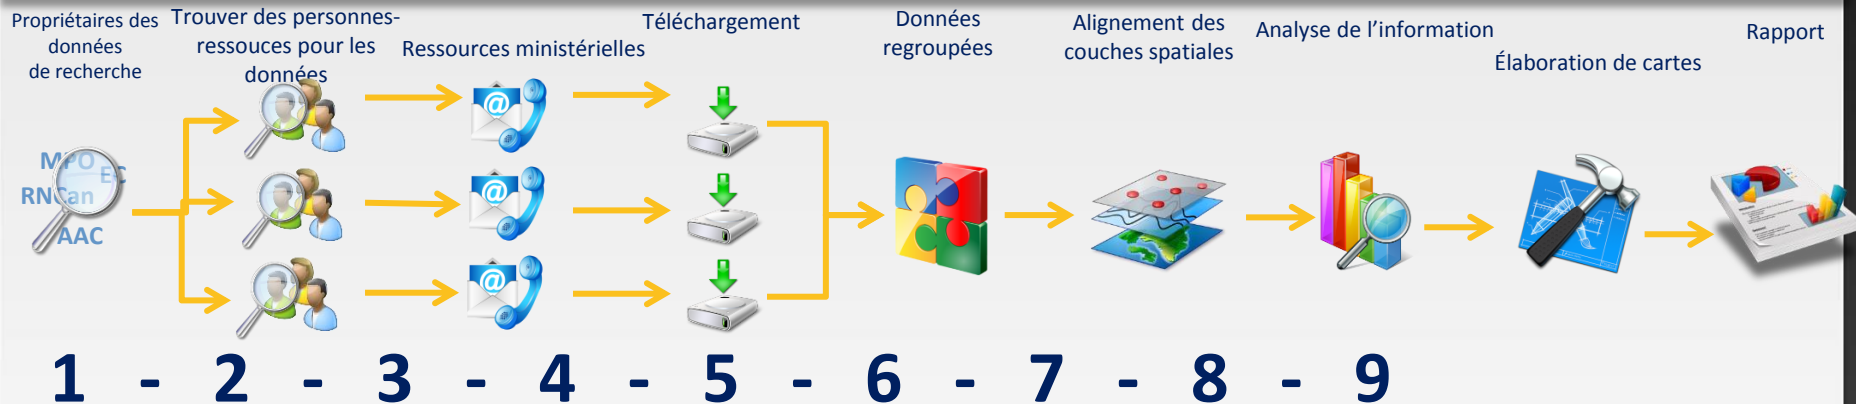 Propriétaires des
données
de recherche
Trouver des personnes-
ressouces pour les
données
Ressources ministérielles
Téléchargement
Données
regroupées
Alignement des
couches spatiales
Analyse de l’information
Élaboration de cartes
Rapport
MPO
EC
RNCan
AAC
1 - 2 - 3 - 4 - 5 - 6 - 7 - 8 - 9